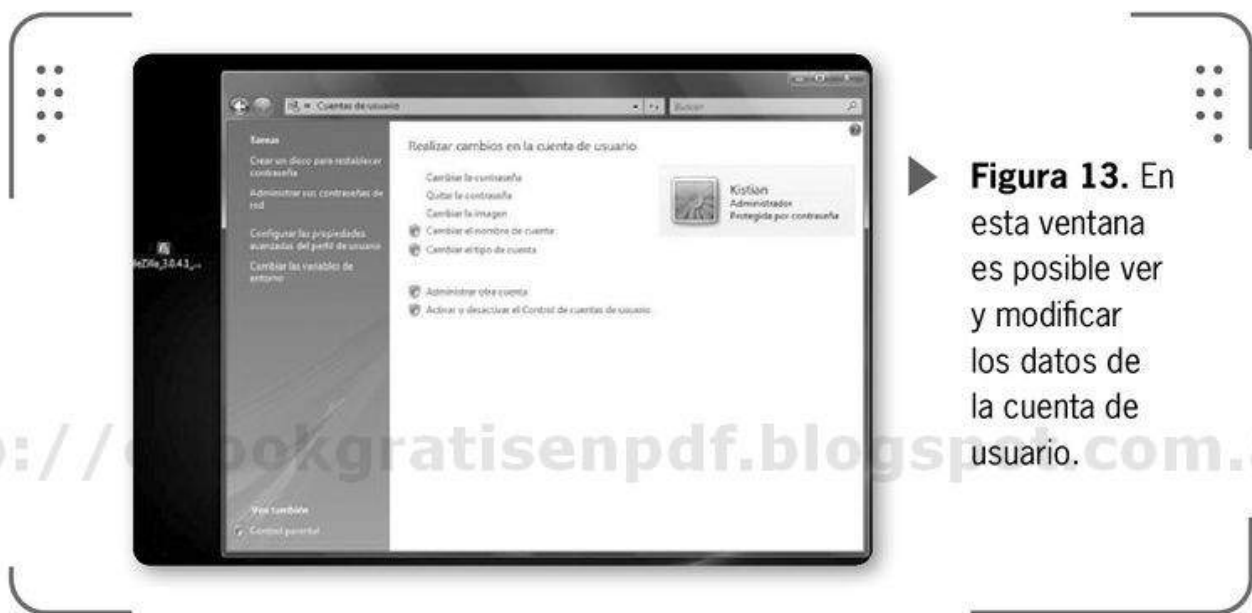 Cuentas de usuario
Buscar
Tareas
Crear un disco para restablecer
contraseña
Administrar sus contraseñas de
red
Configurar las propiedades
avanzadas del perfil de usuario
Cambiar las variables de
entorno
Vea también
Control parental
Realizar cambios en la cuenta de usuario
Cambiar la contraseña
Quitar la contraseña
Cambiar la imagen
Cambiar el nombre de cuenta
Cambiar el tipo de cuenta
Administrar otra cuenta
Activar o desactivar el Control de cuentas de usuario
Kistian
Administrador
Protegida por contraseña
Figura 13. En
esta ventana
es posible ver
y modificar
los datos de
la cuenta de
usuario.